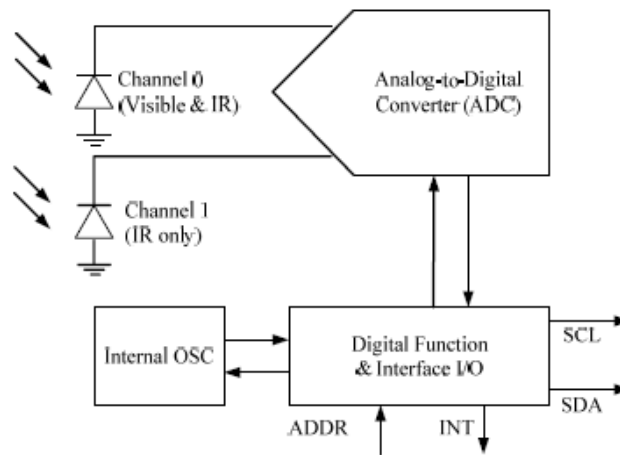 Channel 0
(Visible & IR)
Analog-to-Digital
Converter (ADC)
Channel 1
(IR only)
Internal OSC
Digital Function
& Interface I/O
SCL
SDA
ADDR
INT